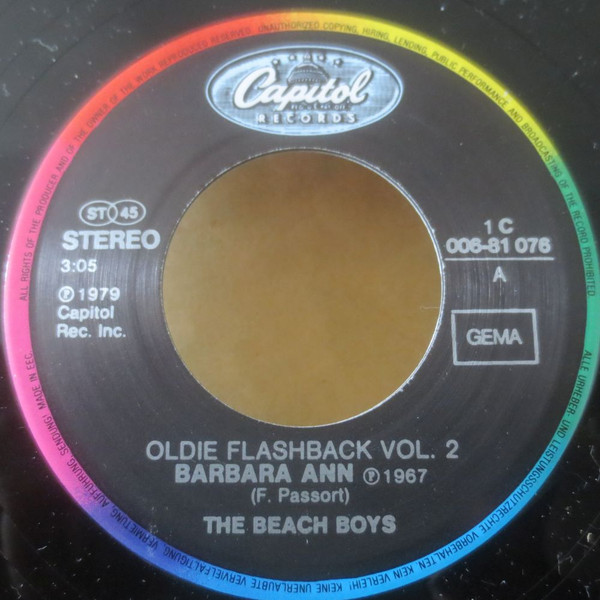 ALL RIGHTS OF THE PRODUCER AND OF THE OWNER OF THE WORK REPRODUCED RESERVED. UNAUTHORIZED COPYING, HIRING, LENDING, PUBLIC PERFORMANCE AND BROADCASTING OF THE RECORD PROHIBITED
Capitol
RECORDS
ST 45
STEREO
3:05
℗ 1979
Capitol
Rec. Inc.
1 C
006-81 076
A
GEMA
OLDIE FLASHBACK VOL. 2
BARBARA ANN ℗ 1967
(F. Passort)
THE BEACH BOYS
ALLE URHEBER- UND LEISTUNGSSCHUTZRECHTE VORBEHALTEN. KEIN VERLEIH! KEINE UNERLAUBTE VERVIELFÄLTIGUNG, VERMIETUNG, AUFFÜHRUNG, SENDUNG! MADE IN EEC.